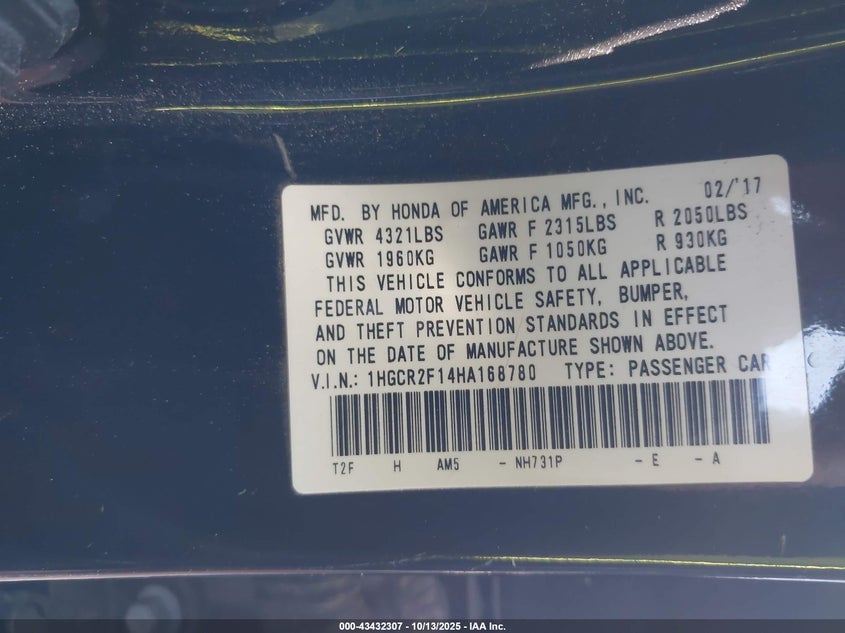 MFD. BY HONDA OF AMERICA MFG., INC. 02/'17
GVWR 4321LBS GAWR F 2315LBS R 2050LBS
GVWR 1960KG GAWR F 1050KG R 930KG
THIS VEHICLE CONFORMS TO ALL APPLICABLE
FEDERAL MOTOR VEHICLE SAFETY, BUMPER,
AND THEFT PREVENTION STANDARDS IN EFFECT
ON THE DATE OF MANUFACTURE SHOWN ABOVE.
V.I.N.: 1HGCR2F14HA168780 TYPE: PASSENGER CAR
T2F H AM5 - NH731P - E - A
000-43432307 - 10/13/2025 - IAA Inc.